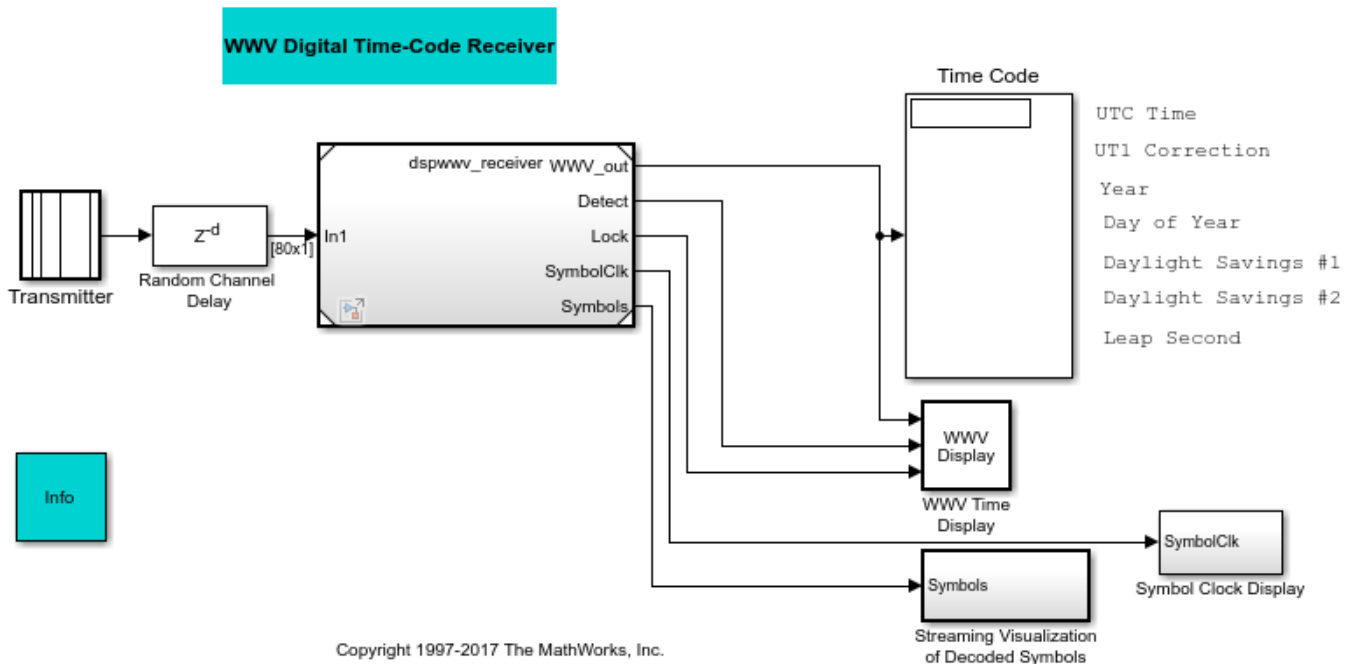 WWV Digital Time-Code Receiver
Time Code
UTC Time
UT1 Correction
Year
Day of Year
Daylight Savings #1
Daylight Savings #2
Leap Second
Transmitter
Z-d
Random Channel
Delay
[80x1]
In1
dspwwv_receiver
WWV_out
Detect
Lock
SymbolClk
Symbols
WWV
Display
WWV Time
Display
SymbolClk
Symbol Clock Display
Symbols
Streaming Visualization
of Decoded Symbols
Info
Copyright 1997-2017 The MathWorks, Inc.